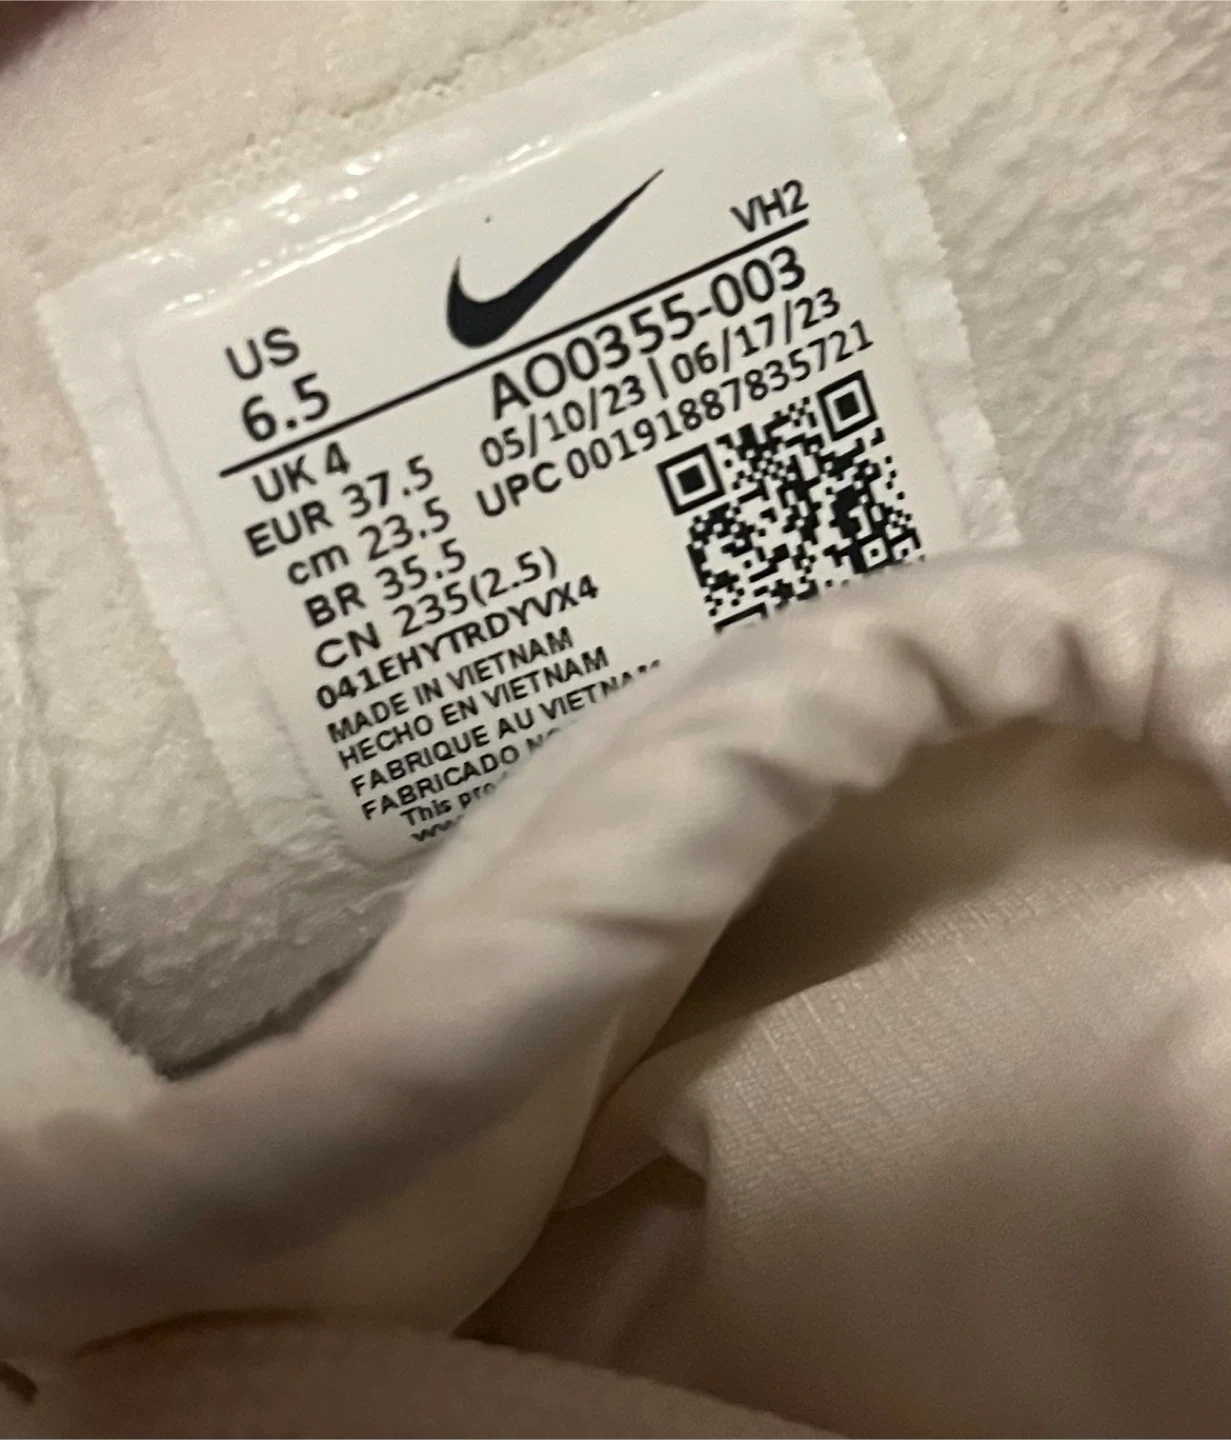 VH2
US
6.5
AO0355-003
05/10/23 | 06/17/23
UPC 00191887835721
UK 4
EUR 37.5
cm 23.5
BR 35.5
CN 235(2.5)
041EHYTRDYVX4
MADE IN VIETNAM
HECHO EN VIETNAM
FABRIQUE AU VIETNAM
FABRICADO
This